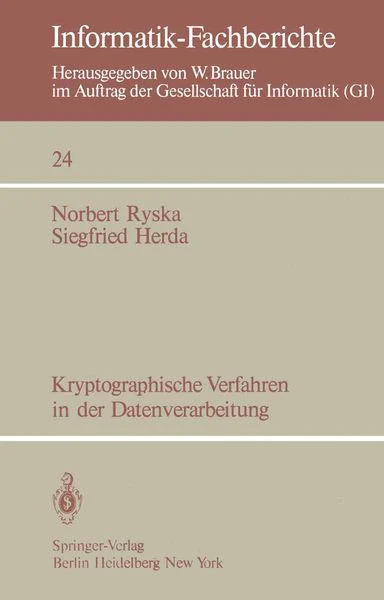 Informatik-Fachberichte
Herausgegeben von W. Brauer
im Auftrag der Gesellschaft für Informatik (GI)
24
Norbert Ryska
Siegfried Herda
Kryptographische Verfahren
in der Datenverarbeitung
Springer-Verlag
Berlin Heidelberg New York